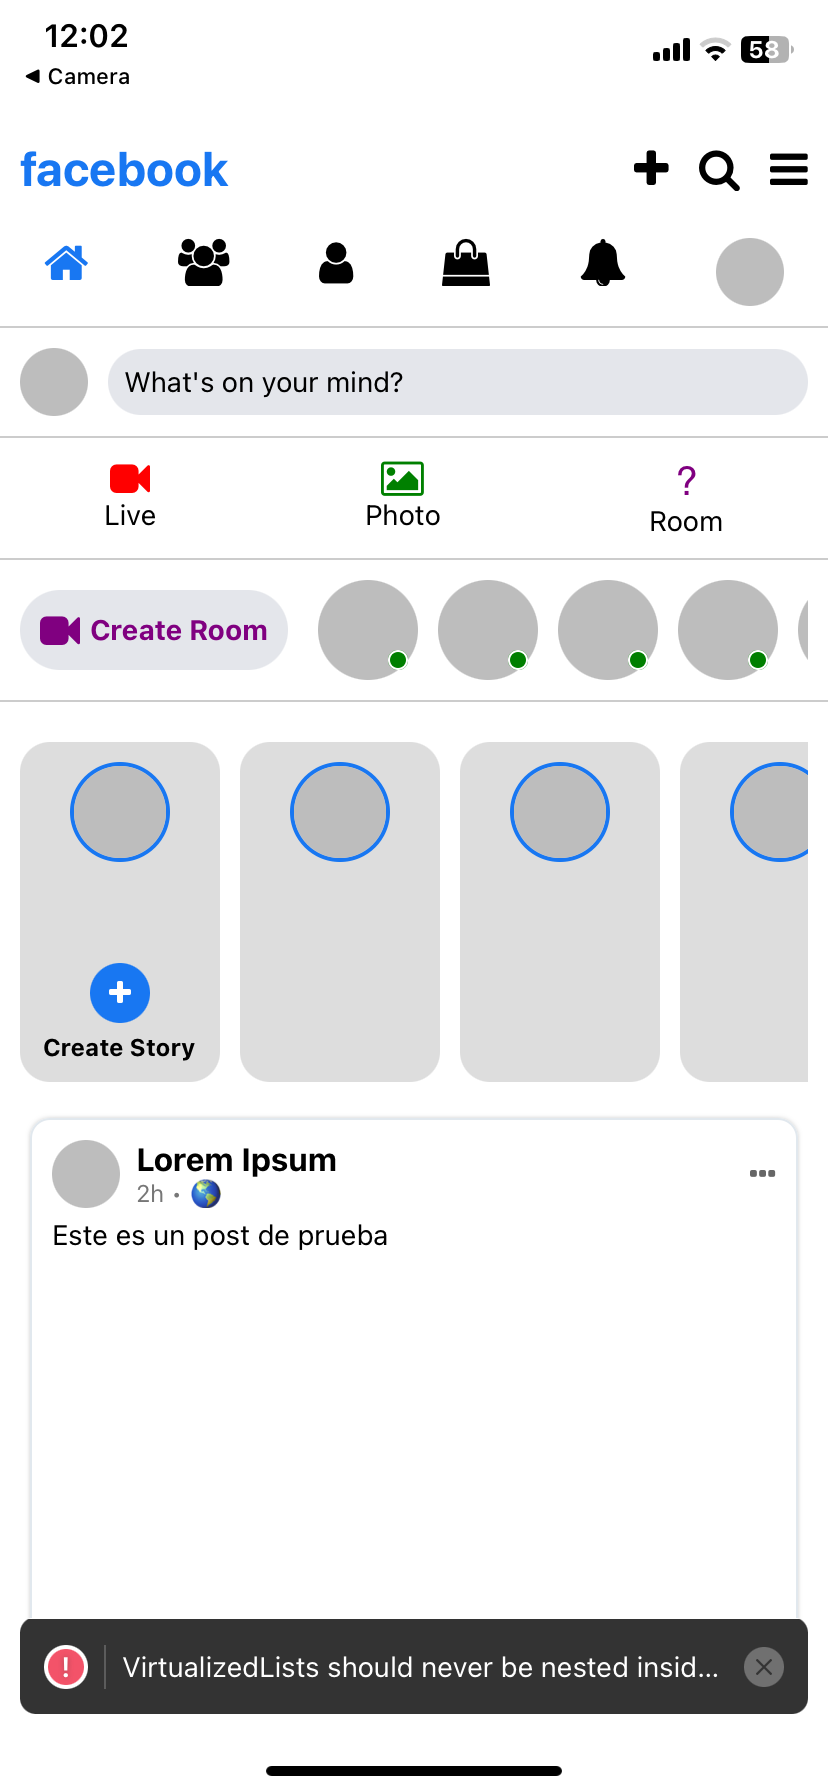 12:02
58
◀ Camera
facebook
What's on your mind?
Live
Photo
?
Room
Create Room
Create Story
Lorem Ipsum
2h • 🌎
Este es un post de prueba
! VirtualizedLists should never be nested insid...